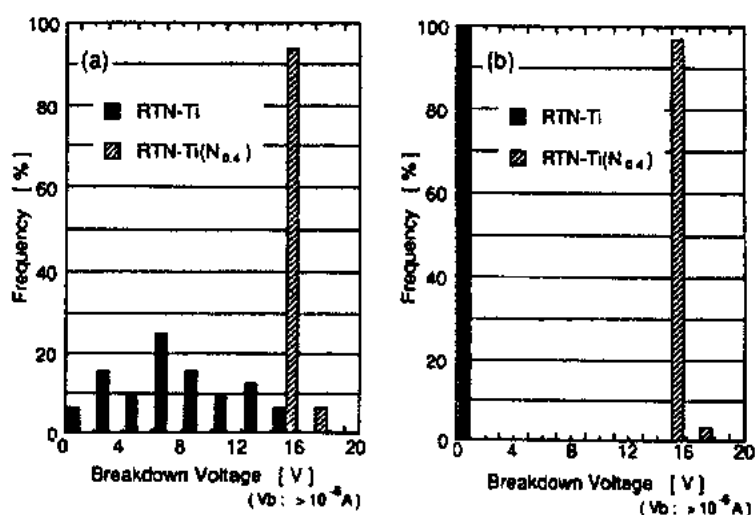 (a)
RTN-Ti
RTN-Ti(N0.4)
Frequency [%]
100
80
60
40
20
0
0 4 8 12 16 20
Breakdown Voltage [V]
(Vb : >10⁻⁶A)
(b)
RTN-Ti
RTN-Ti(N0.4)
Frequency [%]
100
80
60
40
20
0
0 4 8 12 16 20
Breakdown Voltage [V]
(Vb : >10⁻⁶A)